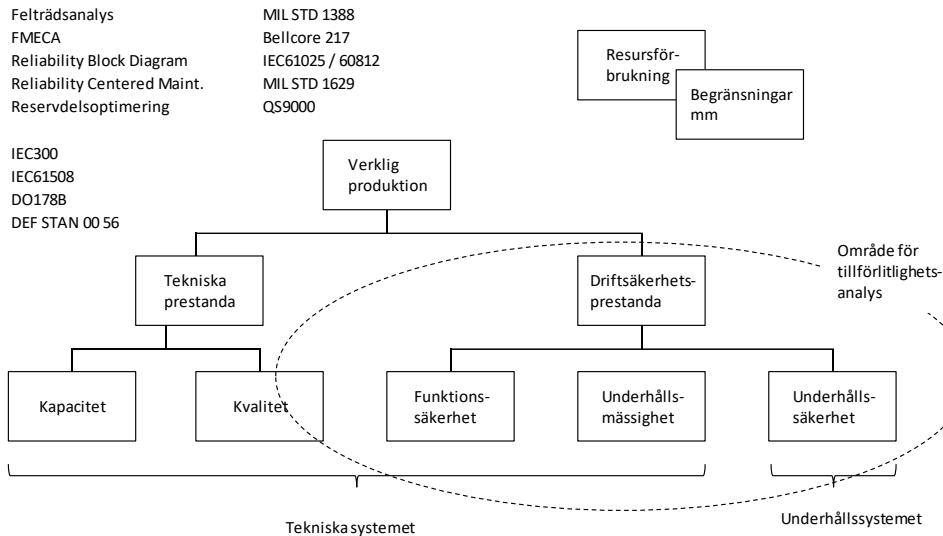 Felträdsanalys MIL STD 1388
FMECA Bellcore 217
Reliability Block Diagram IEC61025 / 60812
Reliability Centered Maint. MIL STD 1629
Reservdelsoptimering QS9000
IEC300
IEC61508
DO178B
DEF STAN 00 56
Resursför-
brukning
Begränsningar
mm
Verklig
produktion
Område för
tillförlitlighets-
analys
Tekniska
prestanda
Driftsäkerhets-
prestanda
Kapacitet
Kvalitet
Funktions-
säkerhet
Underhålls-
mässighet
Underhålls-
säkerhet
Tekniska systemet
Underhållssystemet